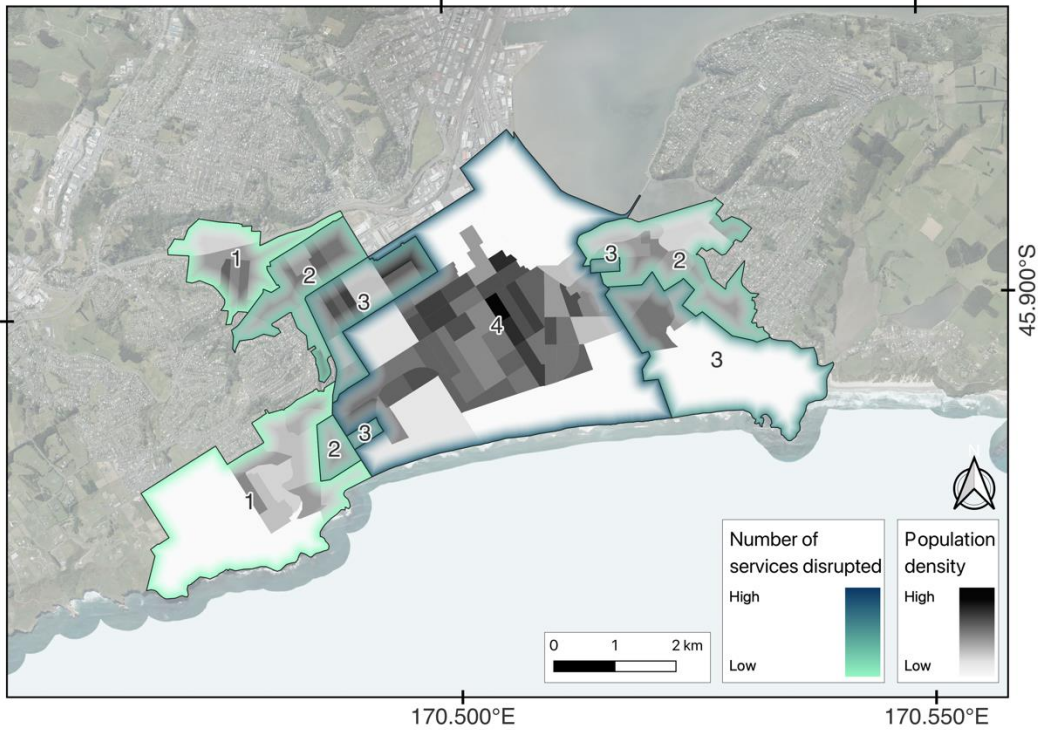 1
2
3
3
2
4
3
3
2
1
45.900°S
N
Number of
services disrupted
High
Low
Population
density
High
Low
0 1 2 km
170.500°E
170.550°E